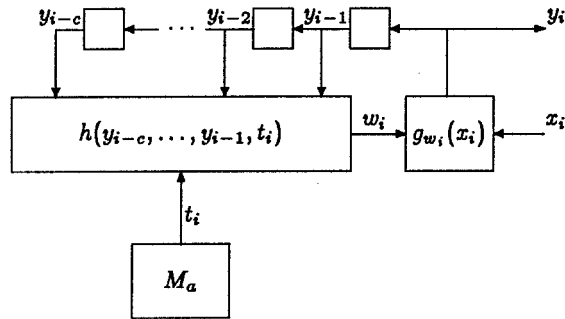 y_{i-c} ... y_{i-2} y_{i-1} y_i
h(y_{i-c}, ..., y_{i-1}, t_i) w_i g_{w_i}(x_i) x_i
t_i
M_a